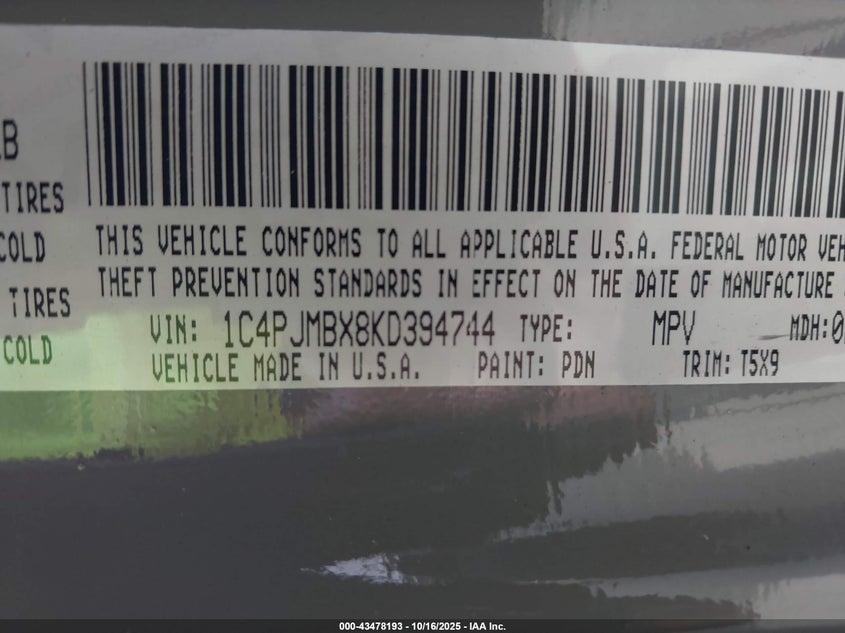 B
TIRES
COLD
TIRES
COLD
THIS VEHICLE CONFORMS TO ALL APPLICABLE U.S.A. FEDERAL MOTOR VEH
THEFT PREVENTION STANDARDS IN EFFECT ON THE DATE OF MANUFACTURE
VIN: 1C4PJMBX8KD394744 TYPE: MPV MDH:0
VEHICLE MADE IN U.S.A. PAINT: PDN TRIM: T5X9
000-43478193 - 10/16/2025 - IAA Inc.